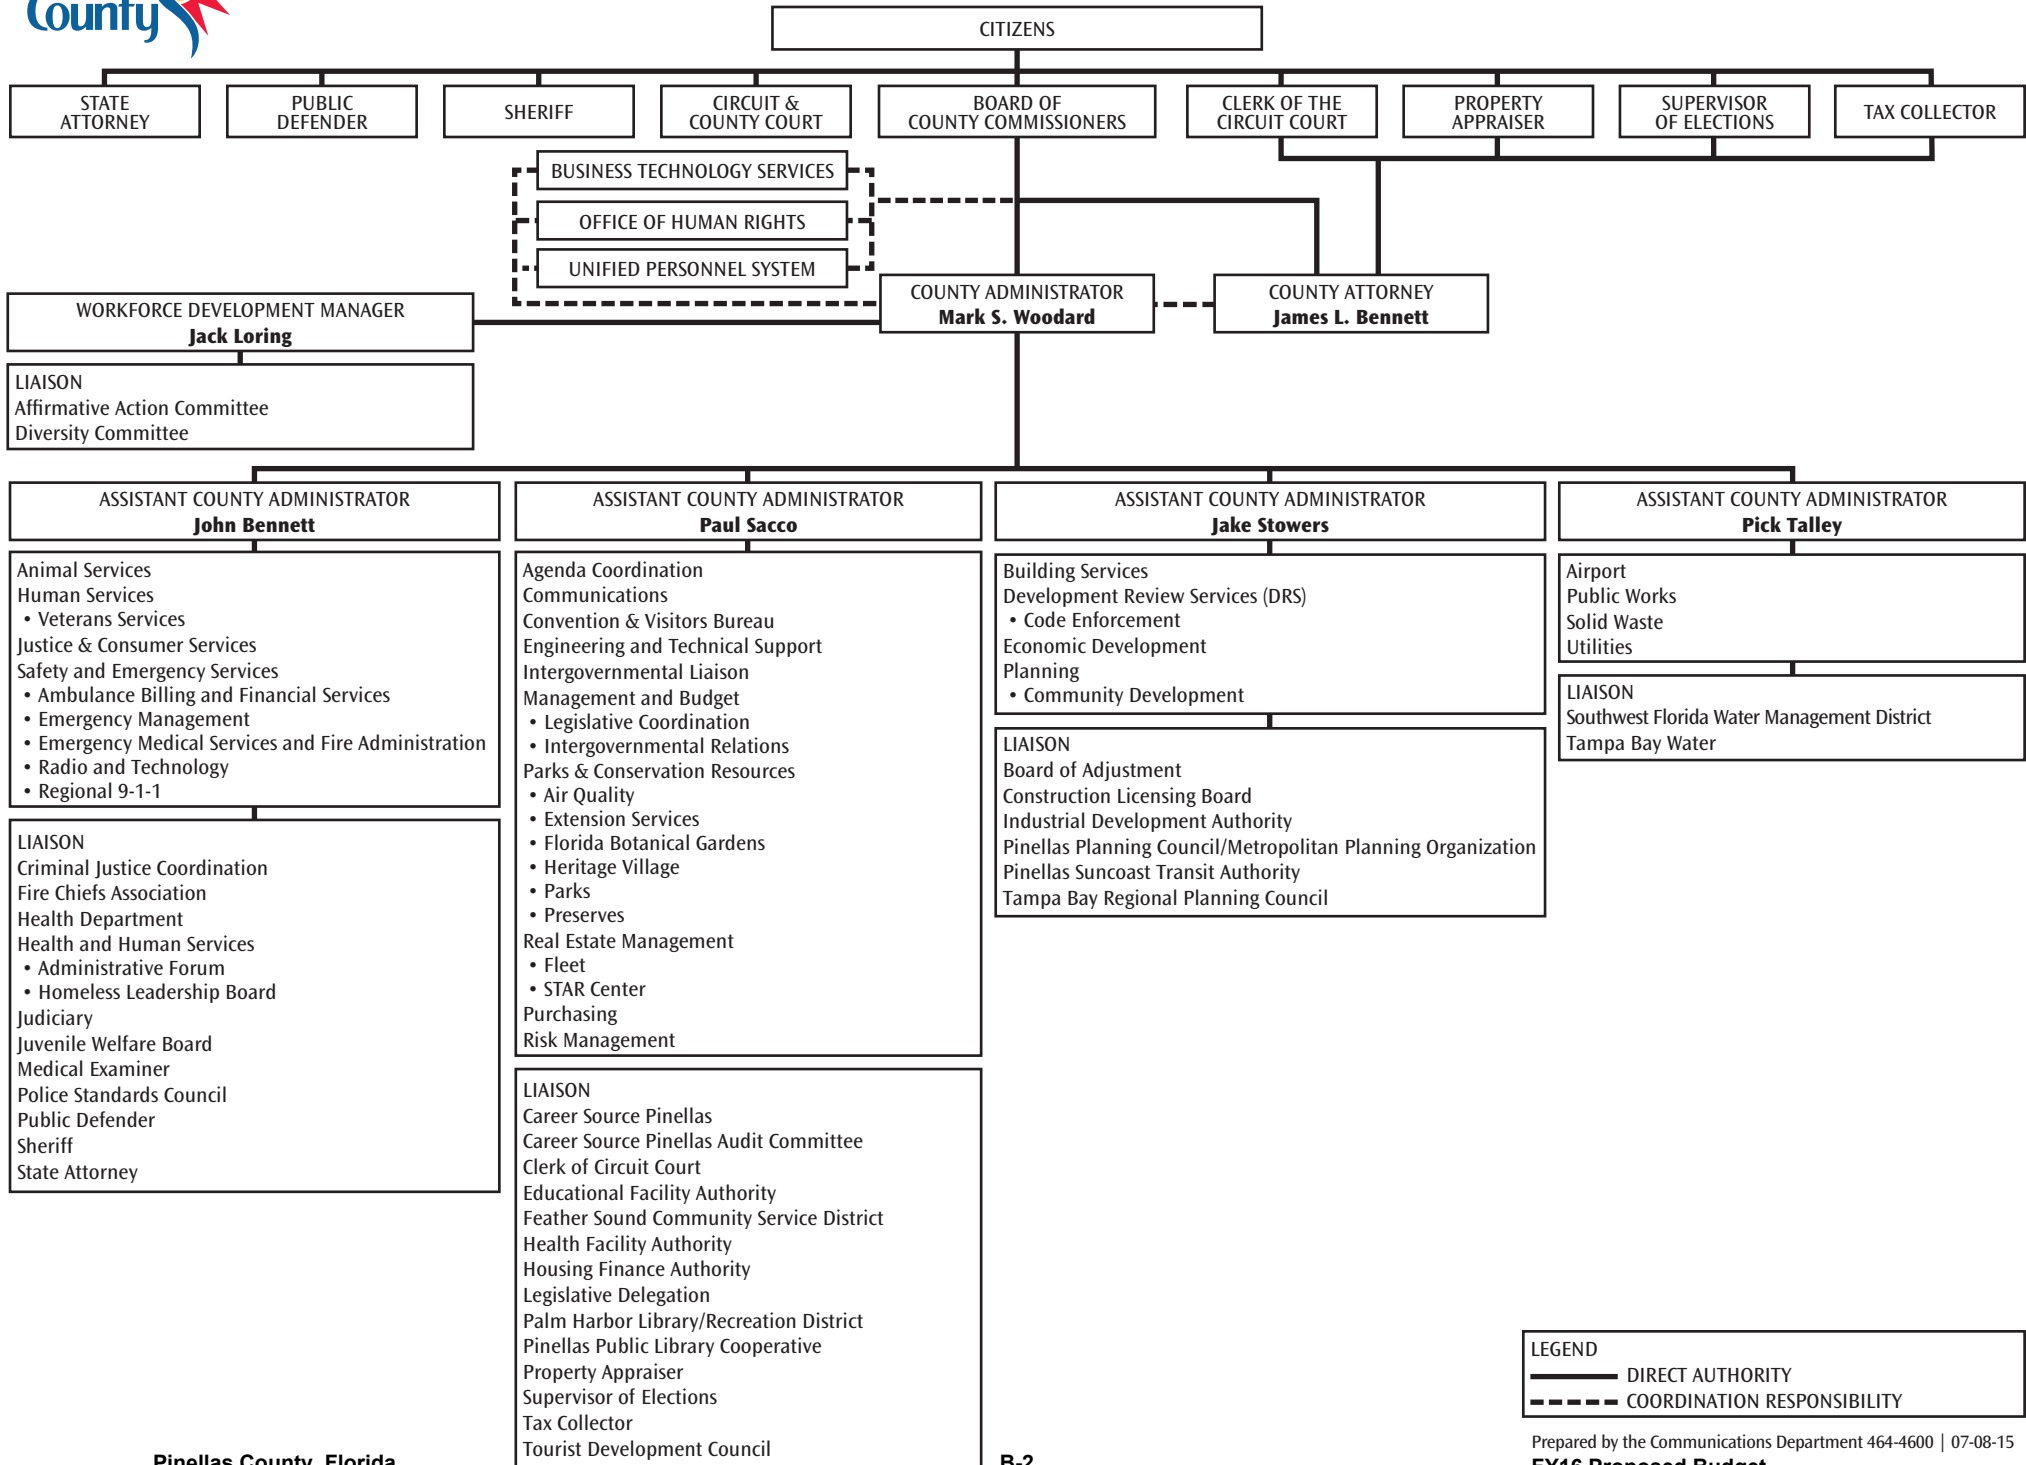 County
CITIZENS
STATE
ATTORNEY
PUBLIC
DEFENDER
SHERIFF
CIRCUIT &
COUNTY COURT
BOARD OF
COUNTY COMMISSIONERS
CLERK OF THE
CIRCUIT COURT
PROPERTY
APPRAISER
SUPERVISOR
OF ELECTIONS
TAX COLLECTOR
BUSINESS TECHNOLOGY SERVICES
OFFICE OF HUMAN RIGHTS
UNIFIED PERSONNEL SYSTEM
COUNTY ADMINISTRATOR
Mark S. Woodard
COUNTY ATTORNEY
James L. Bennett
WORKFORCE DEVELOPMENT MANAGER
Jack Loring
LIAISON
Affirmative Action Committee
Diversity Committee
ASSISTANT COUNTY ADMINISTRATOR
John Bennett
Animal Services
Human Services
• Veterans Services
Justice & Consumer Services
Safety and Emergency Services
• Ambulance Billing and Financial Services
• Emergency Management
• Emergency Medical Services and Fire Administration
• Radio and Technology
• Regional 9-1-1
LIAISON
Criminal Justice Coordination
Fire Chiefs Association
Health Department
Health and Human Services
• Administrative Forum
• Homeless Leadership Board
Judiciary
Juvenile Welfare Board
Medical Examiner
Police Standards Council
Public Defender
Sheriff
State Attorney
ASSISTANT COUNTY ADMINISTRATOR
Paul Sacco
Agenda Coordination
Communications
Convention & Visitors Bureau
Engineering and Technical Support
Intergovernmental Liaison
Management and Budget
• Legislative Coordination
• Intergovernmental Relations
Parks & Conservation Resources
• Air Quality
• Extension Services
• Florida Botanical Gardens
• Heritage Village
• Parks
• Preserves
Real Estate Management
• Fleet
• STAR Center
Purchasing
Risk Management
LIAISON
Career Source Pinellas
Career Source Pinellas Audit Committee
Clerk of Circuit Court
Educational Facility Authority
Feather Sound Community Service District
Health Facility Authority
Housing Finance Authority
Legislative Delegation
Palm Harbor Library/Recreation District
Pinellas Public Library Cooperative
Property Appraiser
Supervisor of Elections
Tax Collector
Tourist Development Council
ASSISTANT COUNTY ADMINISTRATOR
Jake Stowers
Building Services
Development Review Services (DRS)
• Code Enforcement
Economic Development
Planning
• Community Development
LIAISON
Board of Adjustment
Construction Licensing Board
Industrial Development Authority
Pinellas Planning Council/Metropolitan Planning Organization
Pinellas Suncoast Transit Authority
Tampa Bay Regional Planning Council
ASSISTANT COUNTY ADMINISTRATOR
Pick Talley
Airport
Public Works
Solid Waste
Utilities
LIAISON
Southwest Florida Water Management District
Tampa Bay Water
LEGEND
DIRECT AUTHORITY
COORDINATION RESPONSIBILITY
Prepared by the Communications Department 464-4600 | 07-08-15
Pinellas County, Florida
B-2
FY16 Proposed Budget